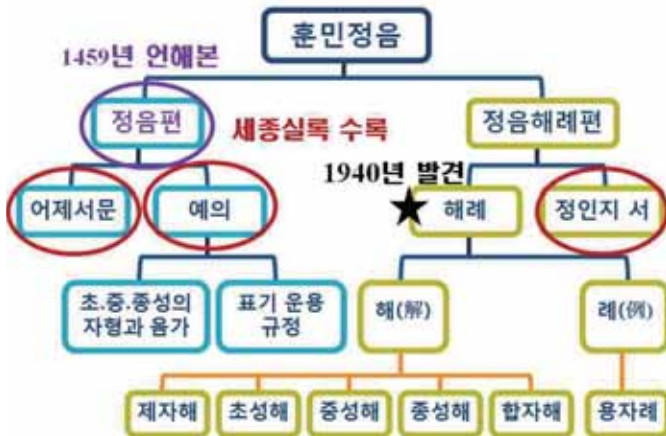 훈민정음
1459년 언해본
정음편
세종실록 수록
정음해례편
1940년 발견
어제서문
예의
해례
정인지 서
초.중.종성의
자형과 음가
표기 운용
규정
해(解)
례(例)
제자해
초성해
중성해
종성해
합자해
용자례